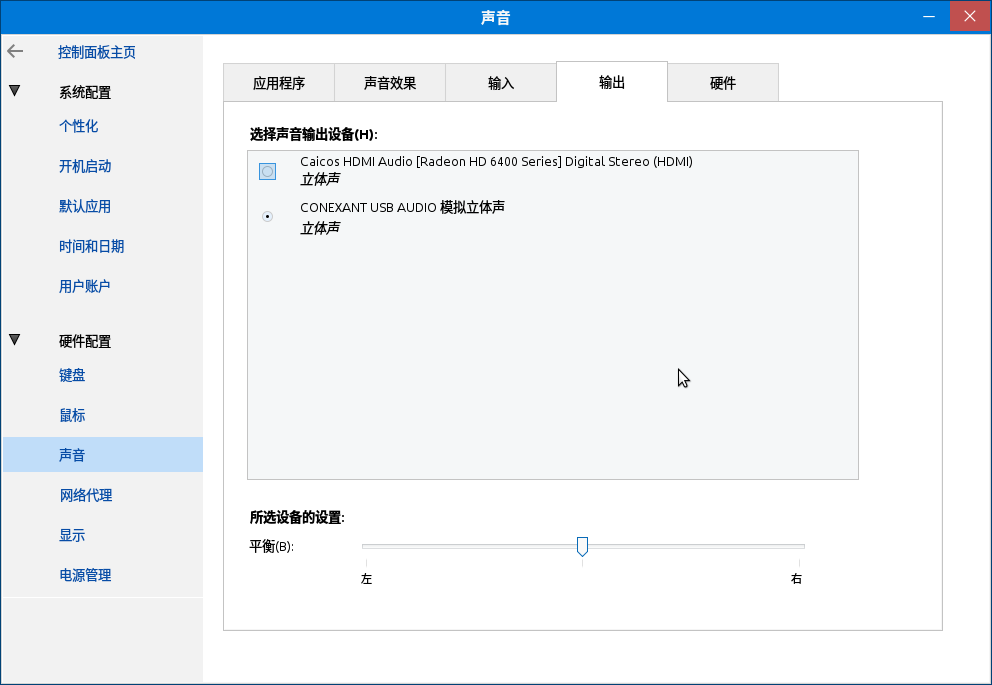 声音
控制面板主页
系统配置
个性化
开机启动
默认应用
时间和日期
用户账户
硬件配置
键盘
鼠标
声音
网络代理
显示
电源管理
应用程序
声音效果
输入
输出
硬件
选择声音输出设备(H):
Caicos HDMI Audio [Radeon HD 6400 Series] Digital Stereo (HDMI)
立体声
CONEXANT USB AUDIO 模拟立体声
立体声
所选设备的设置:
平衡(B):
左
右